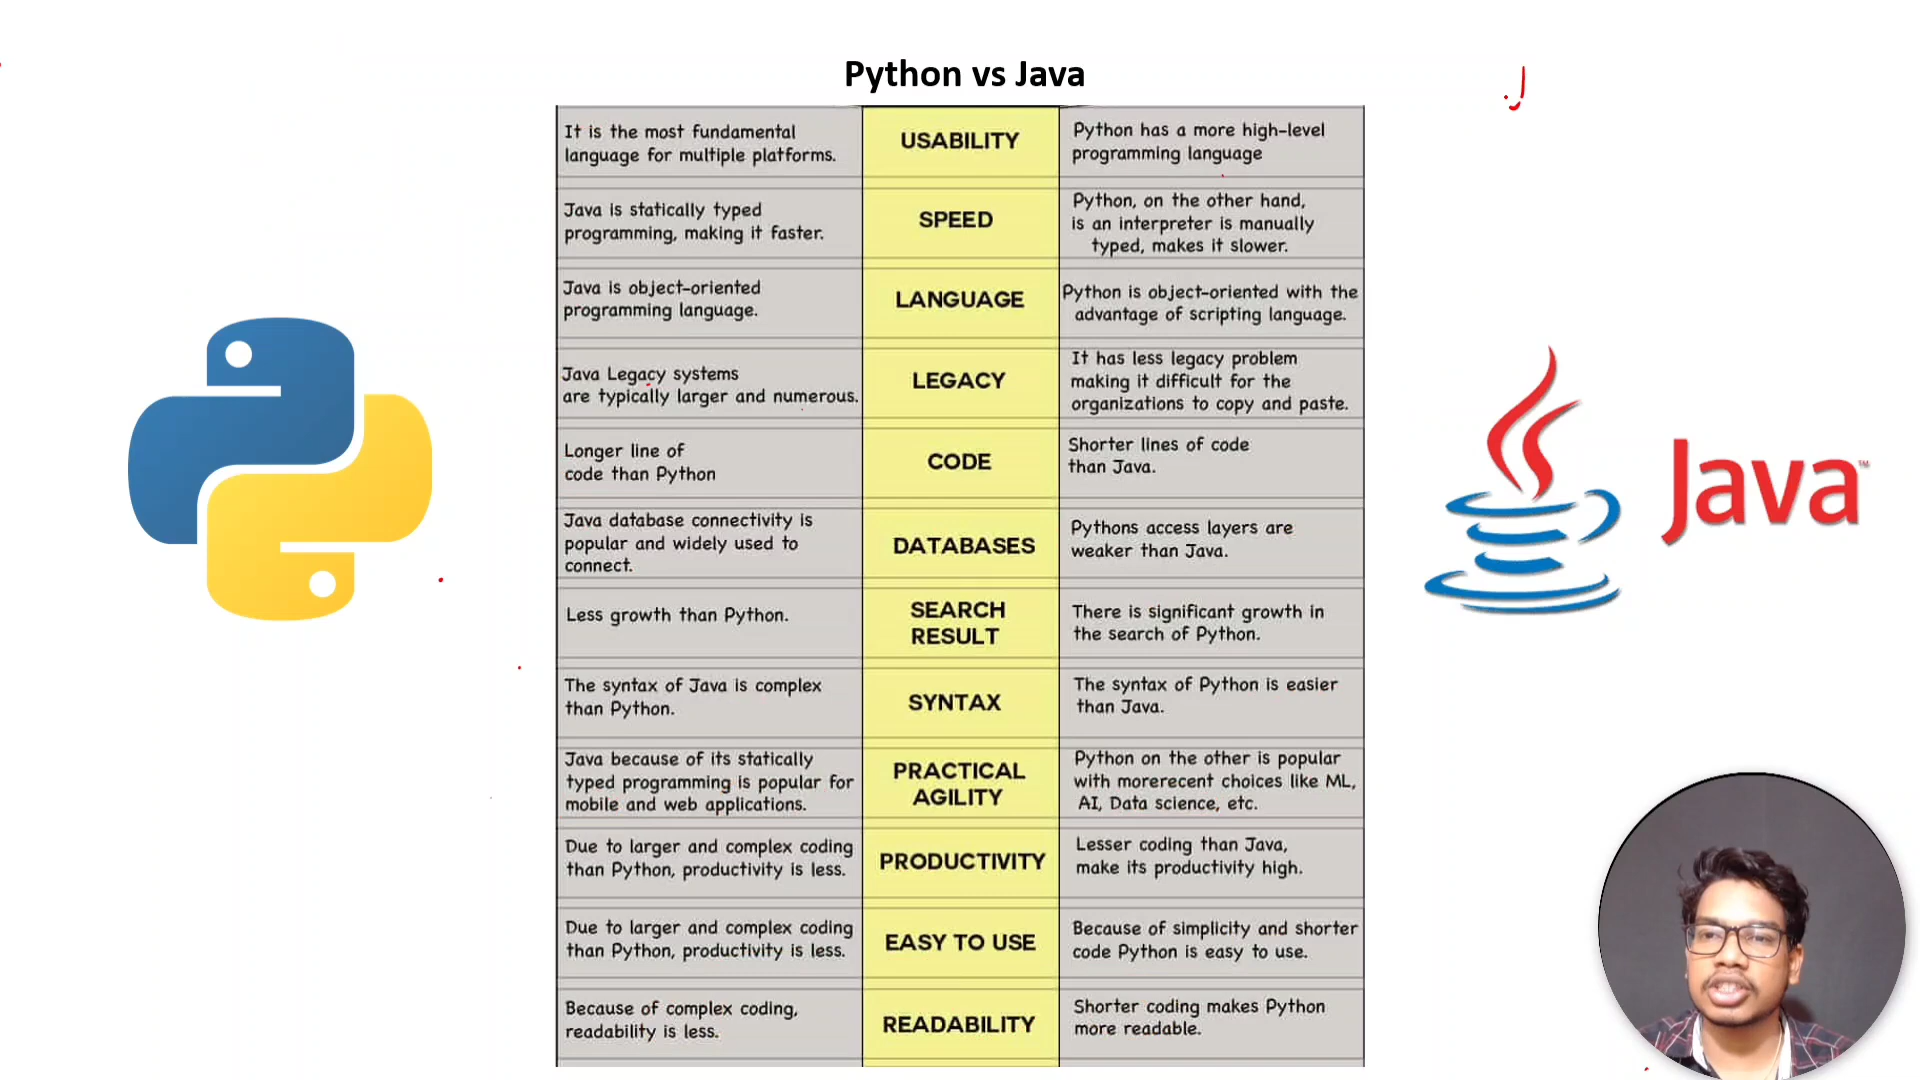 Python vs Java
It is the most fundamental
language for multiple platforms.
USABILITY
Python has a more high-level
programming language
Java is statically typed
programming, making it faster.
SPEED
Python, on the other hand,
is an interpreter is manually
typed, makes it slower.
Java is object-oriented
programming language.
LANGUAGE
Python is object-oriented with the
advantage of scripting language.
Java Legacy systems
are typically larger and numerous.
LEGACY
It has less legacy problem
making it difficult for the
organizations to copy and paste.
Longer line of
code than Python
CODE
Shorter lines of code
than Java.
Java database connectivity is
popular and widely used to
connect.
DATABASES
Pythons access layers are
weaker than Java.
Less growth than Python.
SEARCH
RESULT
There is significant growth in
the search of Python.
The syntax of Java is complex
than Python.
SYNTAX
The syntax of Python is easier
than Java.
Java because of its statically
typed programming is popular for
mobile and web applications.
PRACTICAL
AGILITY
Python on the other is popular
with morerecent choices like ML,
AI, Data science, etc.
Due to larger and complex coding
than Python, productivity is less.
PRODUCTIVITY
Lesser coding than Java,
make its productivity high.
Due to larger and complex coding
than Python, productivity is less.
EASY TO USE
Because of simplicity and shorter
code Python is easy to use.
Because of complex coding,
readability is less.
READABILITY
Shorter coding makes Python
more readable.
Java™